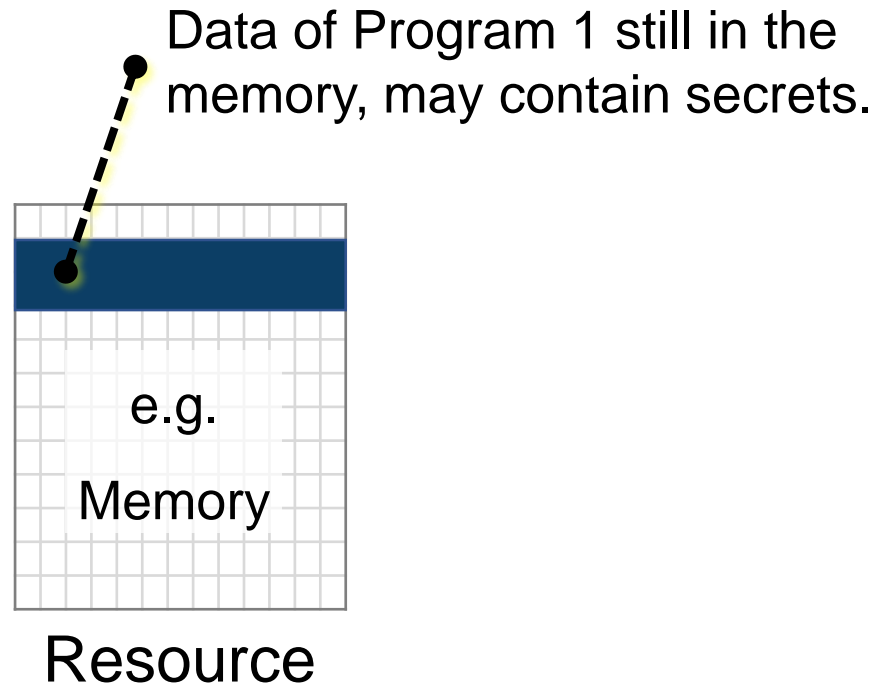 Data of Program 1 still in the
memory, may contain secrets.
e.g.
Memory
Resource